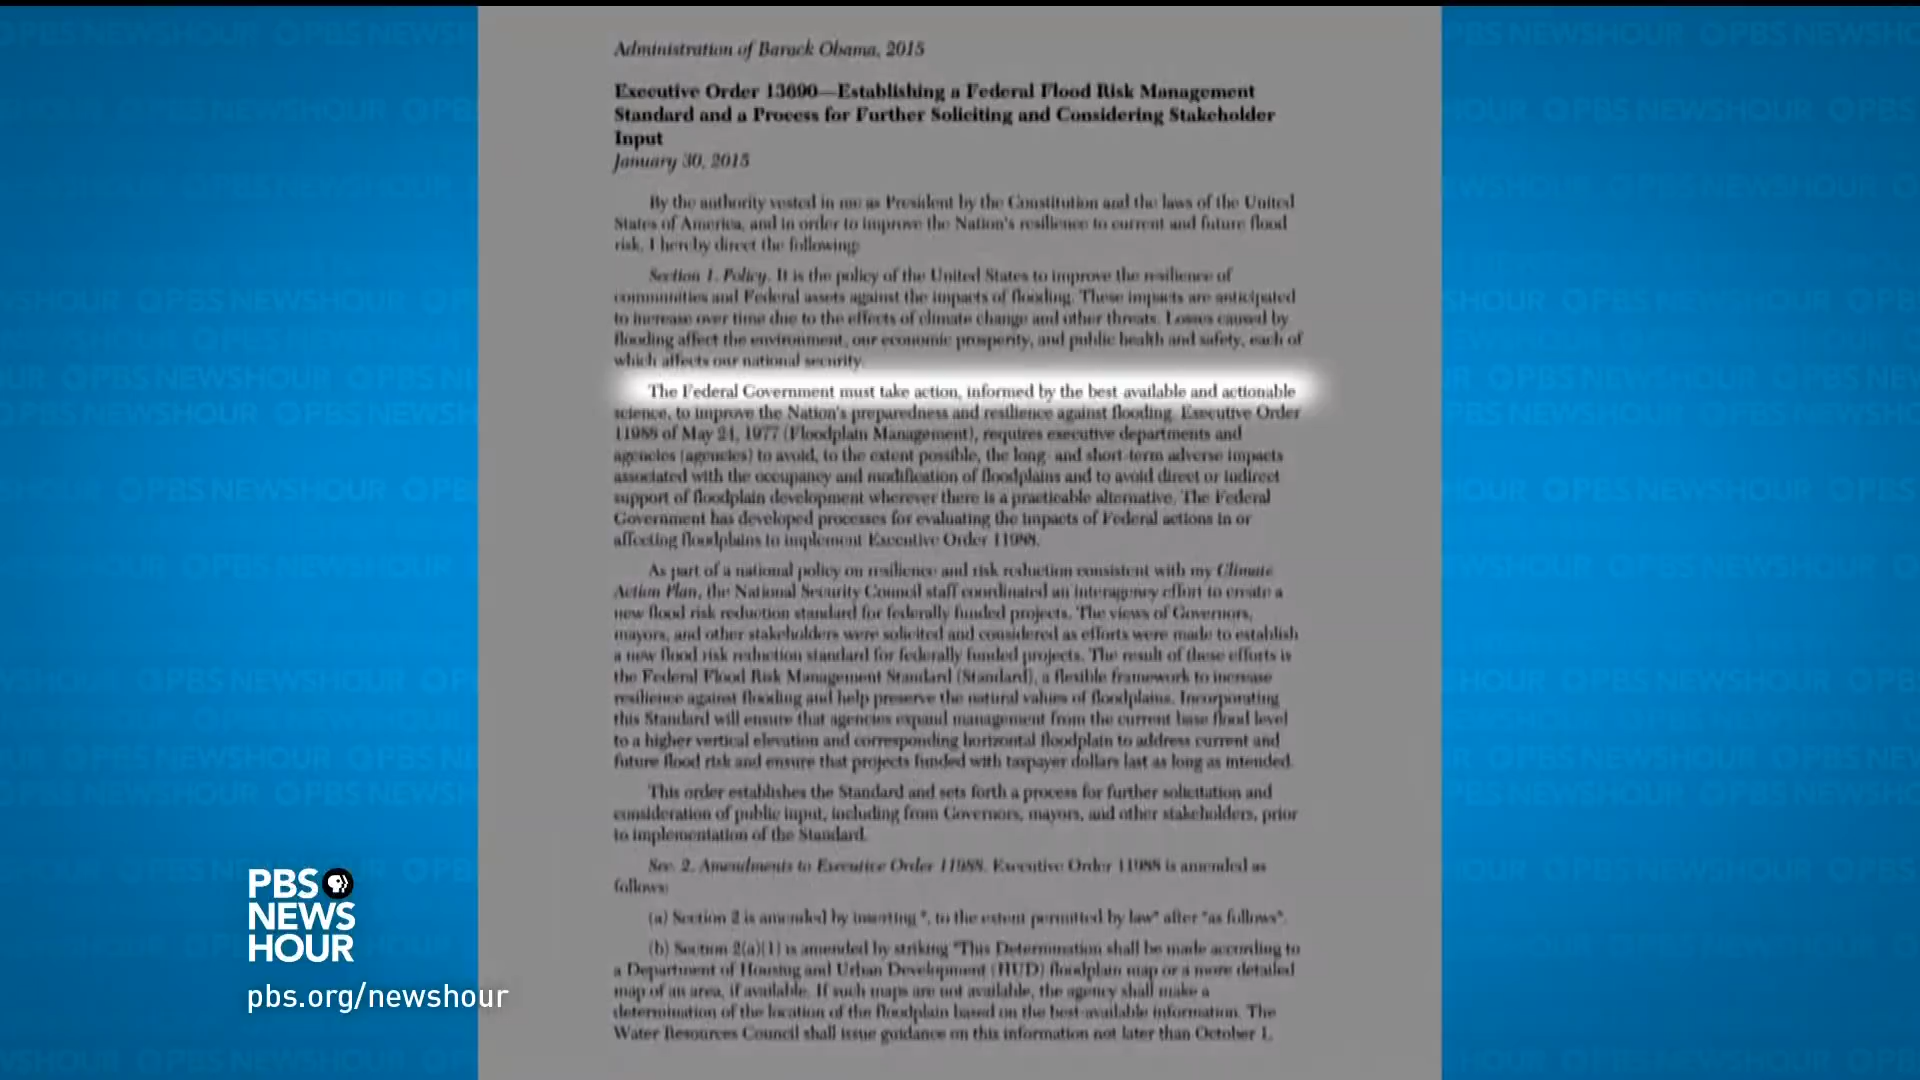 Administration of Barack Obama, 2015
Executive Order 13690—Establishing a Federal Flood Risk Management
Standard and a Process for Further Soliciting and Considering Stakeholder
Input
January 30, 2015
By the authority vested in me as President by the Constitution and the laws of the United
States of America, and in order to improve the Nation's resilience to current and future flood
risk, I hereby direct the following:
Section 1. Policy. It is the policy of the United States to improve the resilience of
communities and Federal assets against the impacts of flooding. These impacts are anticipated
to increase over time due to the effects of climate change and other threats. Losses caused by
flooding affect the environment, our economic prosperity, and public health and safety, each of
which affects our national security.
The Federal Government must take action, informed by the best-available and actionable
science, to improve the Nation's preparedness and resilience against flooding. Executive Order
11988 of May 24, 1977 (Floodplain Management), requires executive departments and
agencies (agencies) to avoid, to the extent possible, the long- and short-term adverse impacts
associated with the occupancy and modification of floodplains and to avoid direct or indirect
support of floodplain development wherever there is a practicable alternative. The Federal
Government has developed processes for evaluating the impacts of Federal actions in or
affecting floodplains to implement Executive Order 11988.
As part of a national policy on resilience and risk reduction consistent with my Climate
Action Plan, the National Security Council staff coordinated an interagency effort to create a
new flood risk reduction standard for federally funded projects. The views of Governors,
mayors, and other stakeholders were solicited and considered as efforts were made to establish
a new flood risk reduction standard for federally funded projects. The result of these efforts is
the Federal Flood Risk Management Standard (Standard), a flexible framework to increase
resilience against flooding and help preserve the natural values of floodplains. Incorporating
this Standard will ensure that agencies expand management from the current base flood level
to a higher vertical elevation and corresponding horizontal floodplain to address current and
future flood risk and ensure that projects funded with taxpayer dollars last as long as intended.
This order establishes the Standard and sets forth a process for further solicitation and
consideration of public input, including from Governors, mayors, and other stakeholders, prior
to implementation of the Standard.
Sec. 2. Amendments to Executive Order 11988. Executive Order 11988 is amended as
follows:
(a) Section 2 is amended by inserting ", to the extent permitted by law" after "as follows".
(b) Section 2(a)(1) is amended by striking "This Determination shall be made according to
a Department of Housing and Urban Development (HUD) floodplain map or a more detailed
map of an area, if available. If such maps are not available, the agency shall make a
determination of the location of the floodplain based on the best-available information. The
Water Resources Council shall issue guidance on this information not later than October 1,
PBS
NEWS
HOUR
pbs.org/newshour